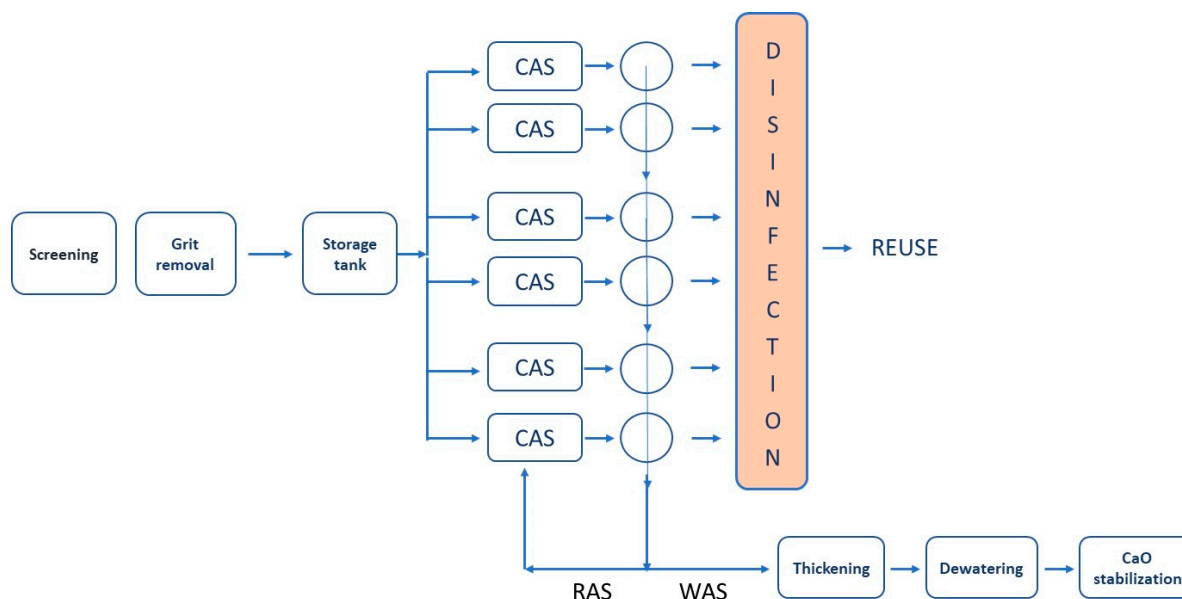 Screening
Grit
removal
Storage
tank
CAS
CAS
CAS
CAS
CAS
CAS
D
I
S
I
N
F
E
C
T
I
O
N
REUSE
RAS
WAS
Thickening
Dewatering
CaO
stabilization